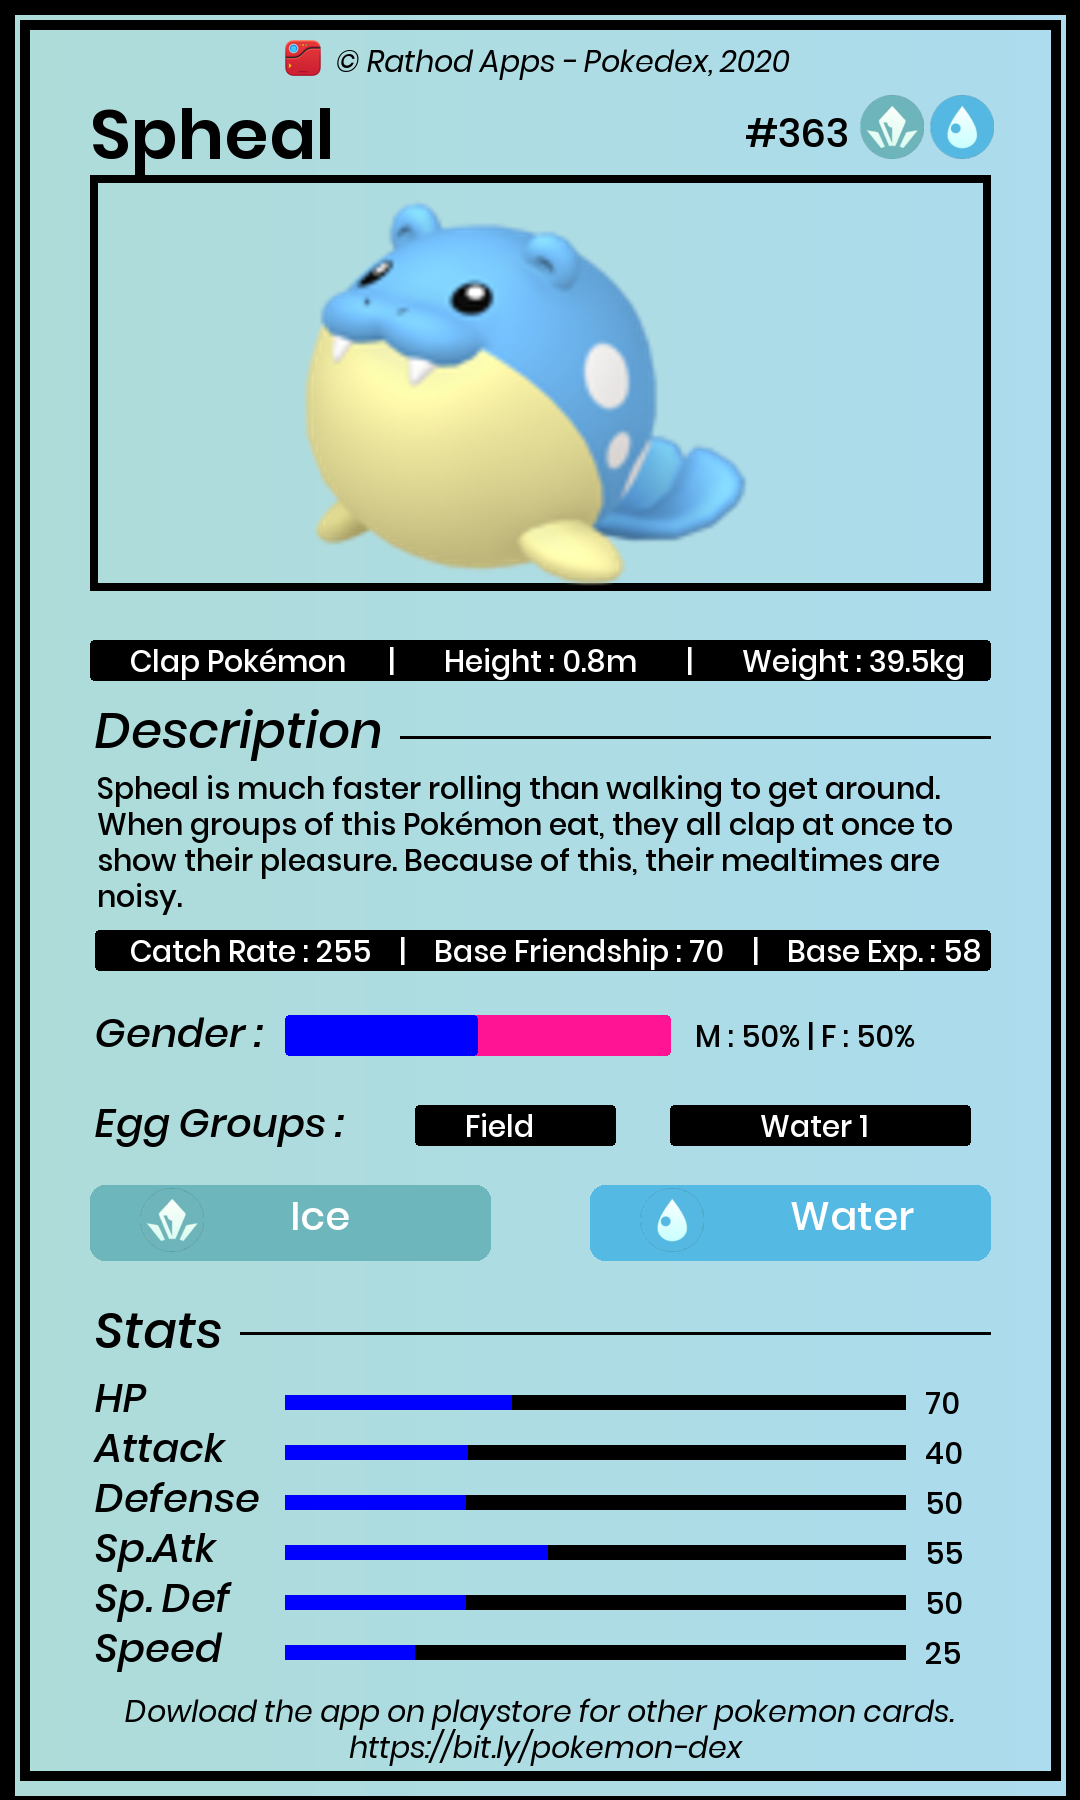 © Rathod Apps - Pokedex, 2020
Spheal #363
Clap Pokémon | Height : 0.8m | Weight : 39.5kg
Description
Spheal is much faster rolling than walking to get around.
When groups of this Pokémon eat, they all clap at once to
show their pleasure. Because of this, their mealtimes are
noisy.
Catch Rate : 255 | Base Friendship : 70 | Base Exp. : 58
Gender : M : 50% | F : 50%
Egg Groups : Field Water 1
Ice Water
Stats
HP 70
Attack 40
Defense 50
Sp.Atk 55
Sp. Def 50
Speed 25
Dowload the app on playstore for other pokemon cards.
https://bit.ly/pokemon-dex